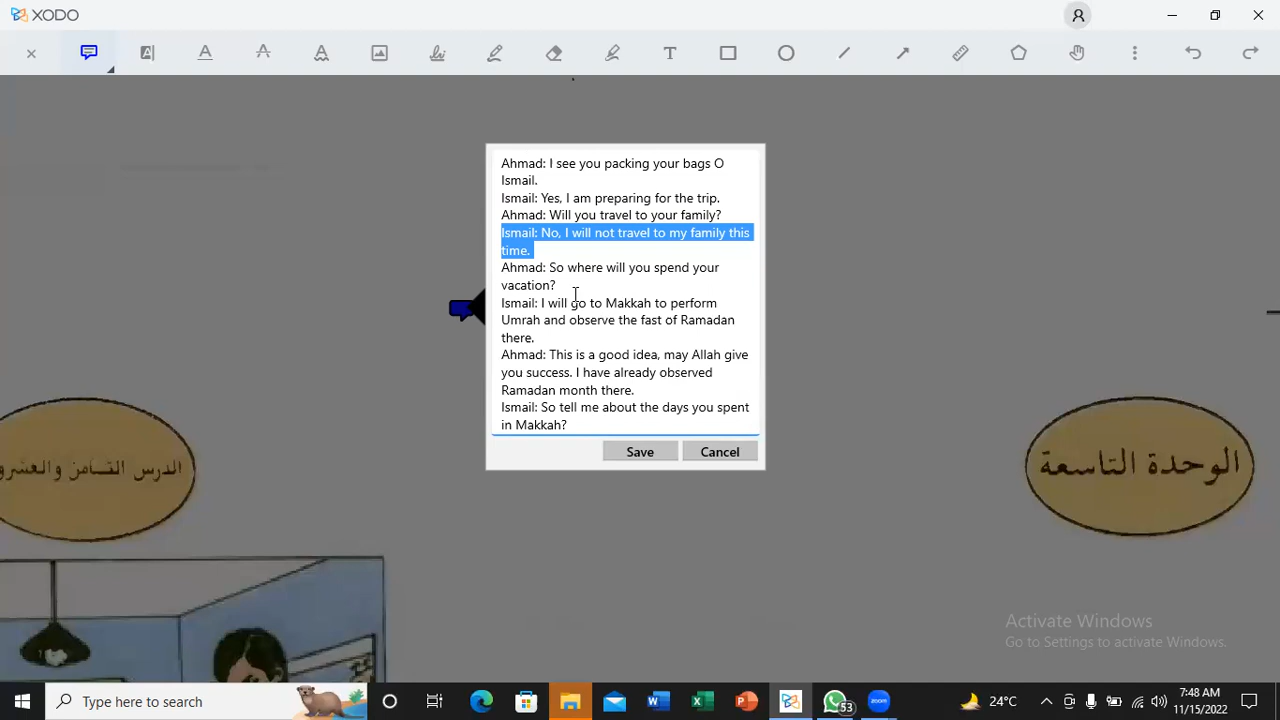 XODO
Ahmad: I see you packing your bags O
Ismail.
Ismail: Yes, I am preparing for the trip.
Ahmad: Will you travel to your family?
Ismail: No, I will not travel to my family this
time.
Ahmad: So where will you spend your
vacation?
Ismail: I will go to Makkah to perform
Umrah and observe the fast of Ramadan
there.
Ahmad: This is a good idea, may Allah give
you success. I have already observed
Ramadan month there.
Ismail: So tell me about the days you spent
in Makkah?
Save Cancel
الوحدة التاسعة
الدرس الثامن والعشرو
Activate Windows
Go to Settings to activate Windows.
Type here to search
53
zoom
24°C
7:48 AM
11/15/2022